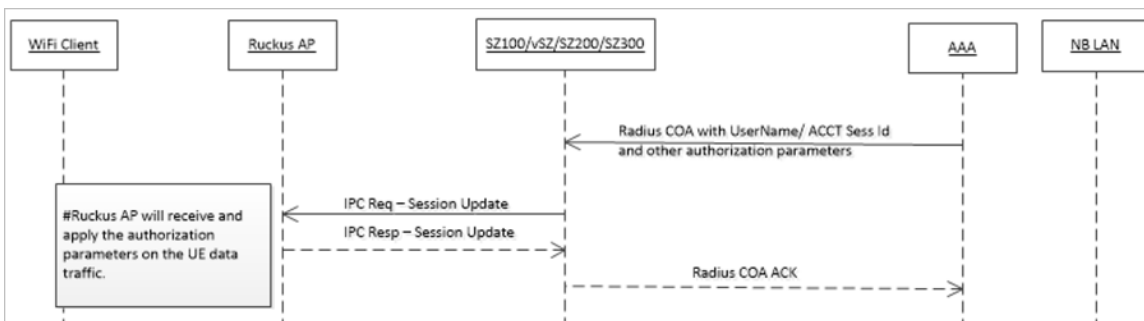 WiFi Client
Ruckus AP
SZ100/vSZ/SZ200/SZ300
AAA
NB LAN
Radius COA with UserName/ ACCT Sess Id
and other authorization parameters
IPC Req – Session Update
#Ruckus AP will receive and
apply the authorization
parameters on the UE data
traffic.
IPC Resp – Session Update
Radius COA ACK